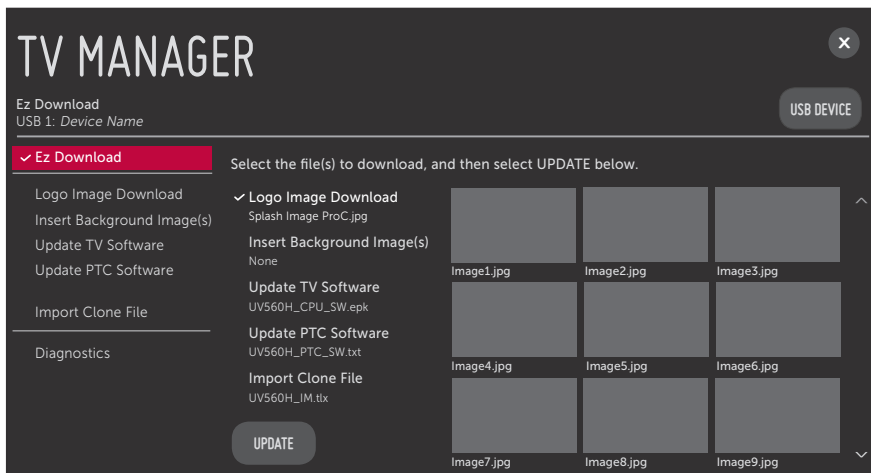 TV MANAGER
X
Ez Download
USB 1: Device Name
USB DEVICE
Ez Download
Logo Image Download
Insert Background Image(s)
Update TV Software
Update PTC Software
Import Clone File
Diagnostics
Select the file(s) to download, and then select UPDATE below.
Logo Image Download
Splash Image ProC.jpg
Insert Background Image(s)
None
Update TV Software
UV560H_CPU_SW.epk
Update PTC Software
UV560H_PTC_SW.txt
Import Clone File
UV560H_IM.tlx
UPDATE
Image1.jpg
Image2.jpg
Image3.jpg
Image4.jpg
Image5.jpg
Image6.jpg
Image7.jpg
Image8.jpg
Image9.jpg